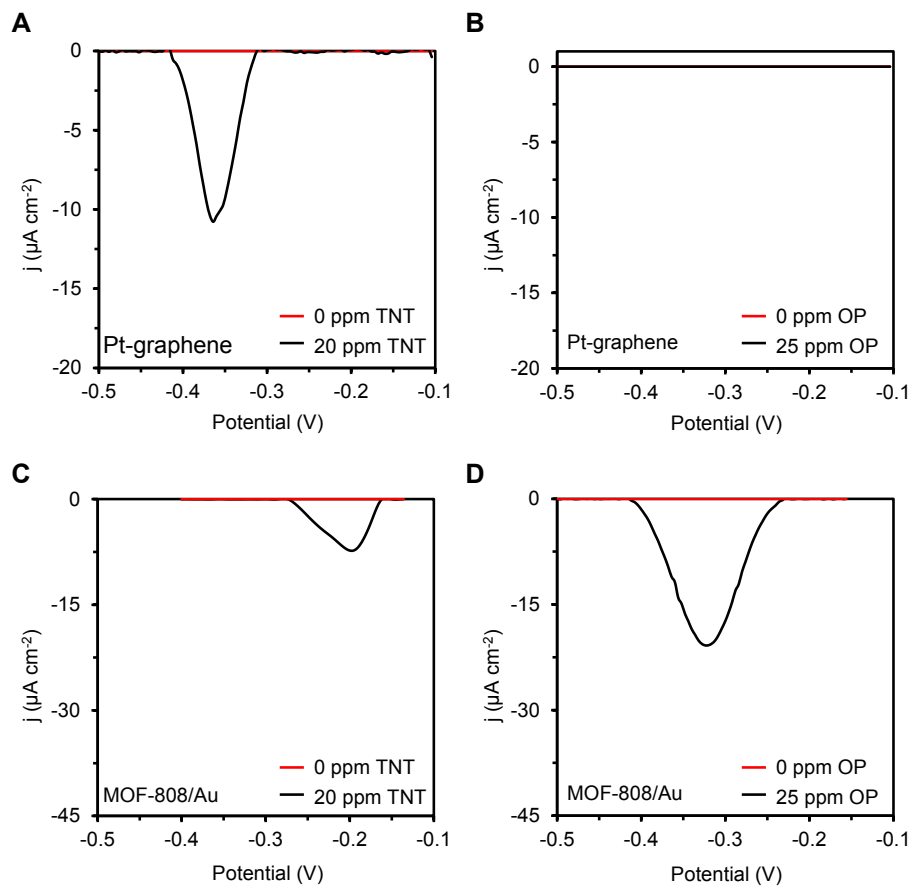 A
0
-5
-10
-15
-20
j (µA cm-2)
0 ppm TNT
20 ppm TNT
Pt-graphene
-0.5 -0.4 -0.3 -0.2 -0.1
Potential (V)
B
0
-5
-10
-15
-20
j (µA cm-2)
0 ppm OP
25 ppm OP
Pt-graphene
-0.5 -0.4 -0.3 -0.2 -0.1
Potential (V)
C
0
-15
-30
-45
j (µA cm-2)
0 ppm TNT
20 ppm TNT
MOF-808/Au
-0.5 -0.4 -0.3 -0.2 -0.1
Potential (V)
D
0
-15
-30
-45
j (µA cm-2)
0 ppm OP
25 ppm OP
MOF-808/Au
-0.5 -0.4 -0.3 -0.2 -0.1
Potential (V)